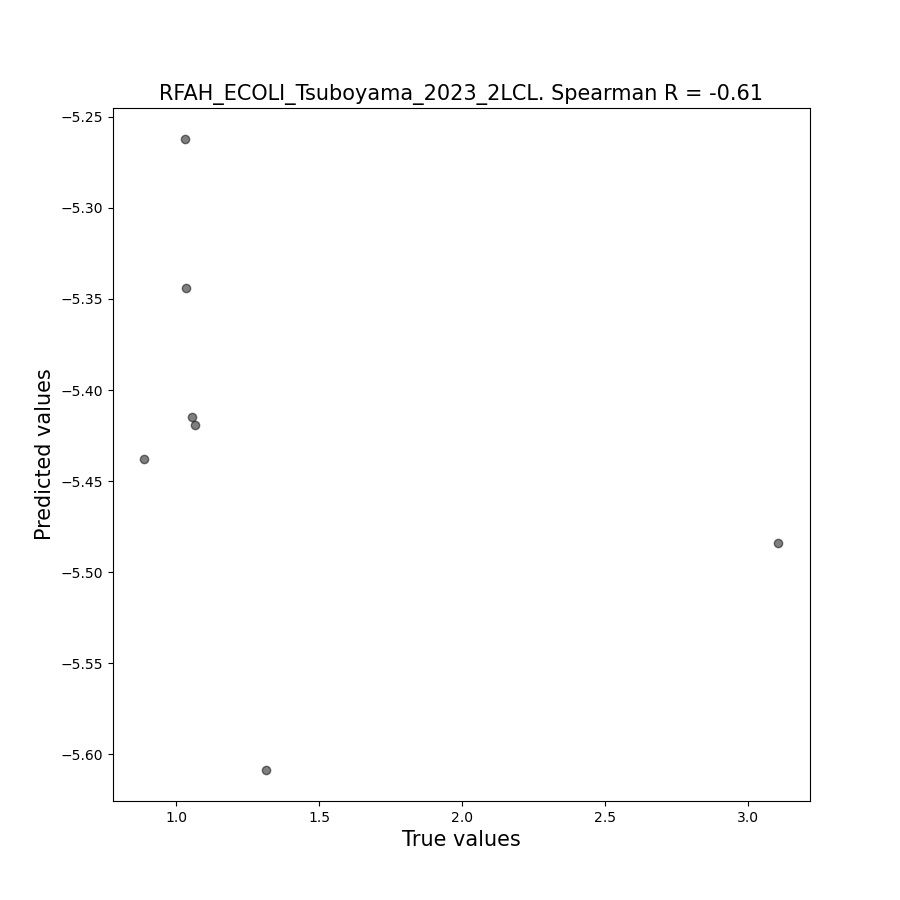 RFAH_ECOLI_Tsuboyama_2023_2LCL. Spearman R = -0.61
−5.25
−5.30
−5.35
−5.40
−5.45
−5.50
−5.55
−5.60
Predicted values
1.0 1.5 2.0 2.5 3.0
True values